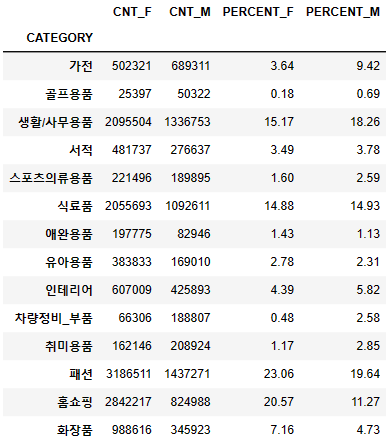 CNT_F CNT_M PERCENT_F PERCENT_M
CATEGORY
가전 502321 689311 3.64 9.42
골프용품 25397 50322 0.18 0.69
생활/사무용품 2095504 1336753 15.17 18.26
서적 481737 276637 3.49 3.78
스포츠의류용품 221496 189895 1.60 2.59
식료품 2055693 1092611 14.88 14.93
애완용품 197775 82946 1.43 1.13
유아용품 383833 169010 2.78 2.31
인테리어 607009 425893 4.39 5.82
차량정비_부품 66306 188807 0.48 2.58
취미용품 162146 208924 1.17 2.85
패션 3186511 1437271 23.06 19.64
홈쇼핑 2842217 824988 20.57 11.27
화장품 988616 345923 7.16 4.73